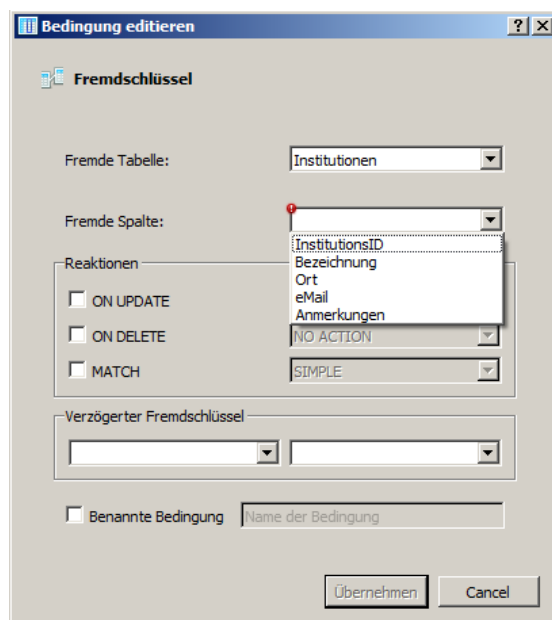 Bedingung editieren
Fremdschlüssel
Fremde Tabelle: Institutionen
Fremde Spalte:
InstitutionsID
Bezeichnung
Ort
eMail
Anmerkungen
Reaktionen
ON UPDATE
ON DELETE NO ACTION
MATCH SIMPLE
Verzögerter Fremdschlüssel
Benannte Bedingung Name der Bedingung
Übernehmen Cancel